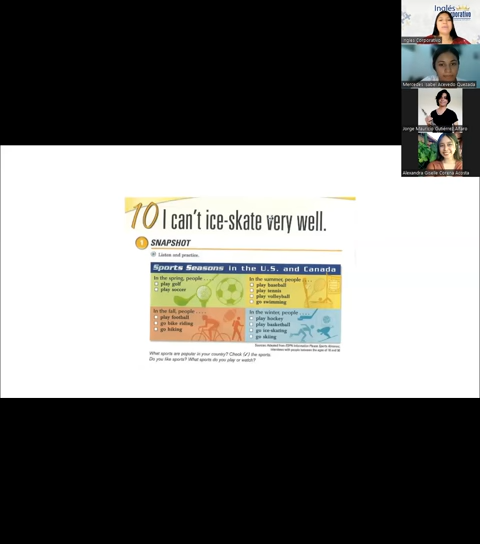 Inglés
Corporativo
Inglés Corporativo
Mercedes Isabel Acevedo Quezada
Jorge Mauricio Gutiérrez Alfaro
Alexandra Giselle Corena Acosta
10 I can't ice-skate very well.
1 SNAPSHOT
Listen and practice.
Sports Seasons in the U.S. and Canada
In the spring, people . . .
play golf
play soccer
In the summer, people . . .
play baseball
play tennis
play volleyball
go swimming
In the fall, people . . .
play football
go bike riding
go hiking
In the winter, people . . .
play hockey
play basketball
go ice-skating
go skiing
What sports are popular in your country? Check (✓) the sports.
Do you like sports? What sports do you play or watch?